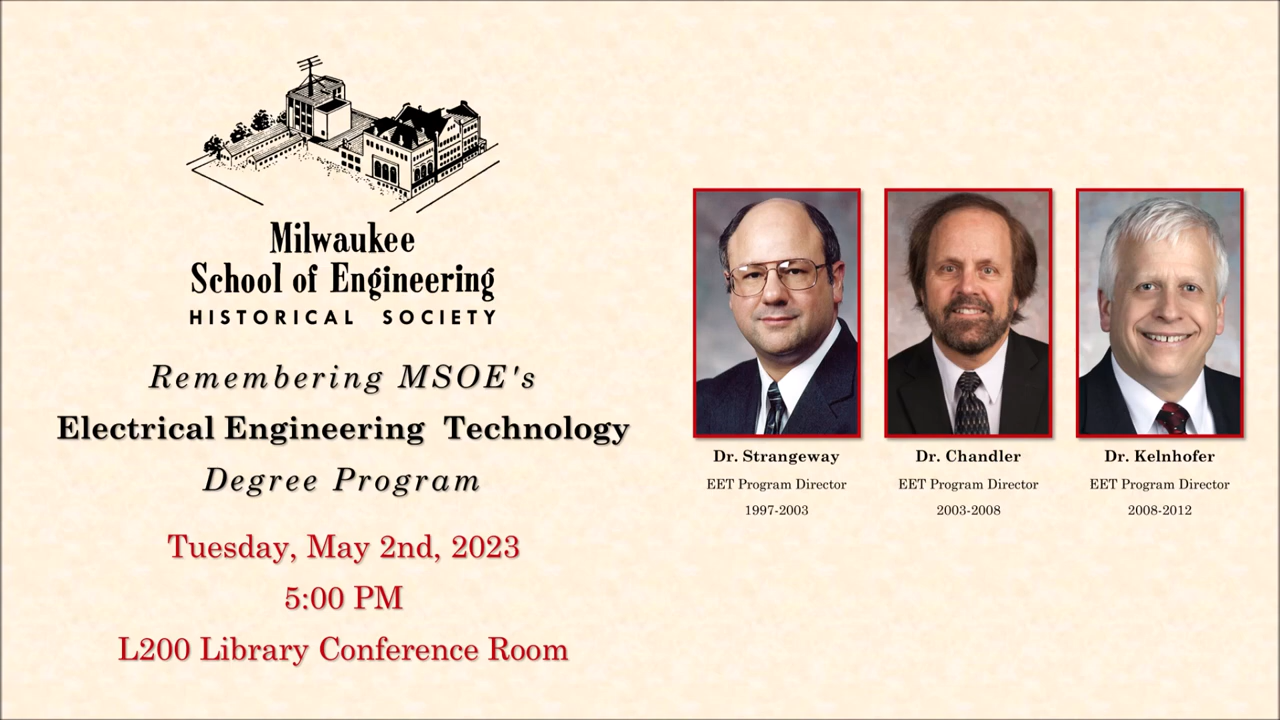 Milwaukee
School of Engineering
HISTORICAL SOCIETY
Remembering MSOE's
Electrical Engineering Technology
Degree Program
Tuesday, May 2nd, 2023
5:00 PM
L200 Library Conference Room
Dr. Strangeway
EET Program Director
1997-2003
Dr. Chandler
EET Program Director
2003-2008
Dr. Kelnhofer
EET Program Director
2008-2012